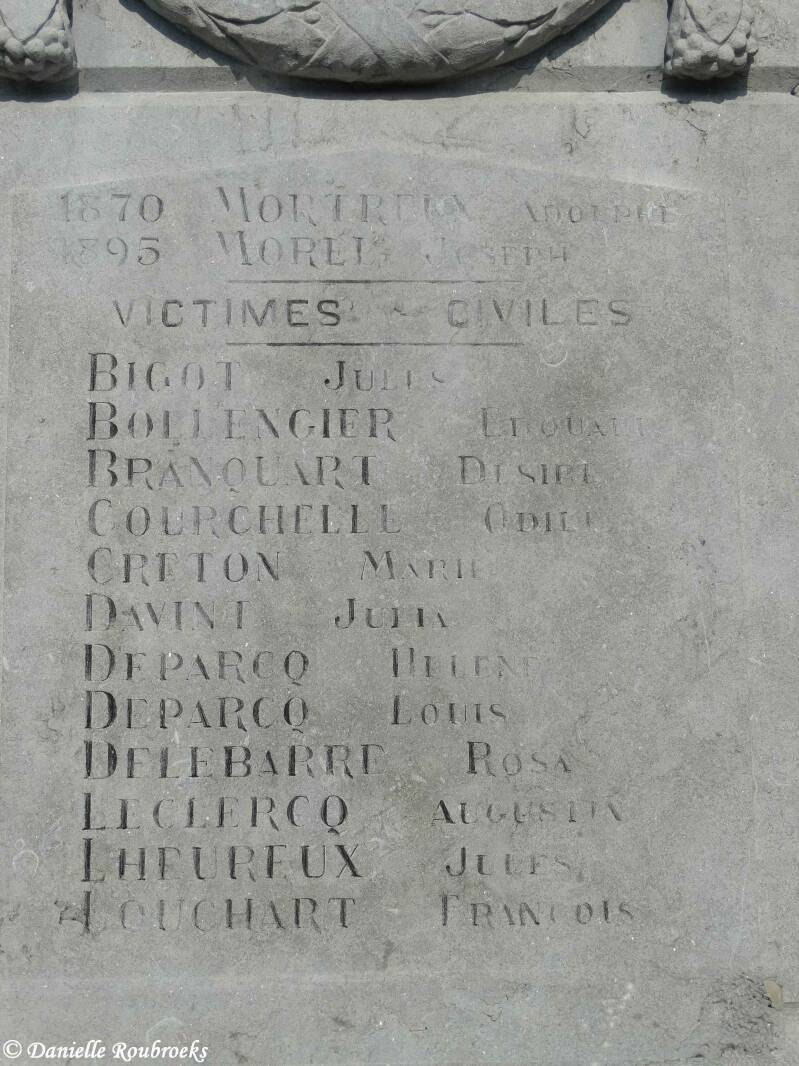 1870 MORTREUX ADOLPHE
1895 MOREL JOSEPH
VICTIMES CIVILES
BIGOT JULES
BOLLENGIER EDOUARD
BRANQUART DESIRE
COURCHELLE ODILE
CRETON MARIE
DAVINT JULIA
DEPARCQ HELENE
DEPARCQ LOUIS
DELEBARRE ROSA
LECLERCQ AUGUSTIN
LHEUREUX JULES
LOUCHART FRANCOIS
© Danielle Roubroeks